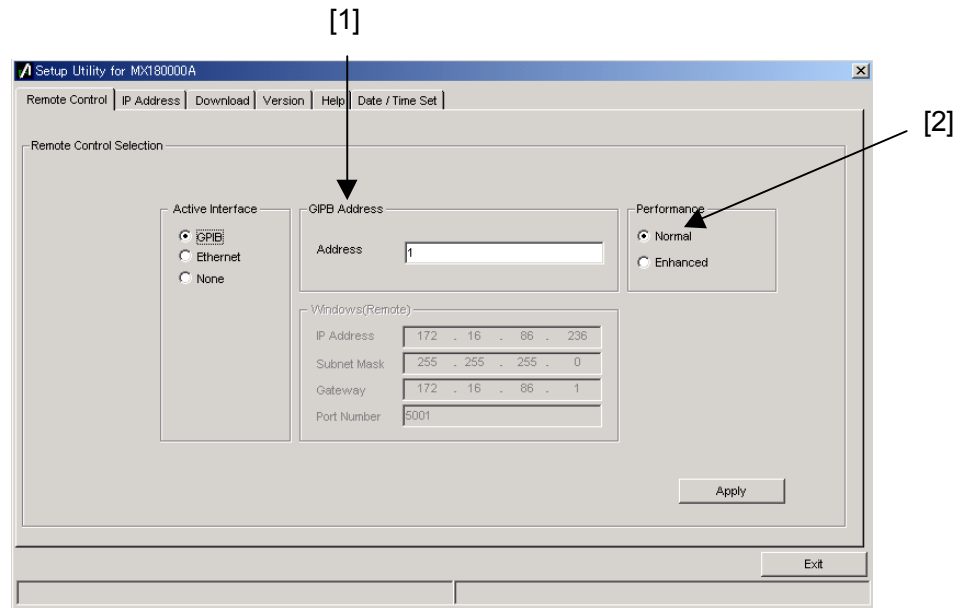 [1]
Setup Utility for MX180000A
Remote Control IP Address Download Version Help Date / Time Set
[2]
Remote Control Selection
Active Interface
GPIB
Ethernet
None
GIPB Address
Address 1
Performance
Normal
Enhanced
Windows(Remote)
IP Address 172 . 16 . 86 . 236
Subnet Mask 255 . 255 . 255 . 0
Gateway 172 . 16 . 86 . 1
Port Number 5001
Apply
Exit